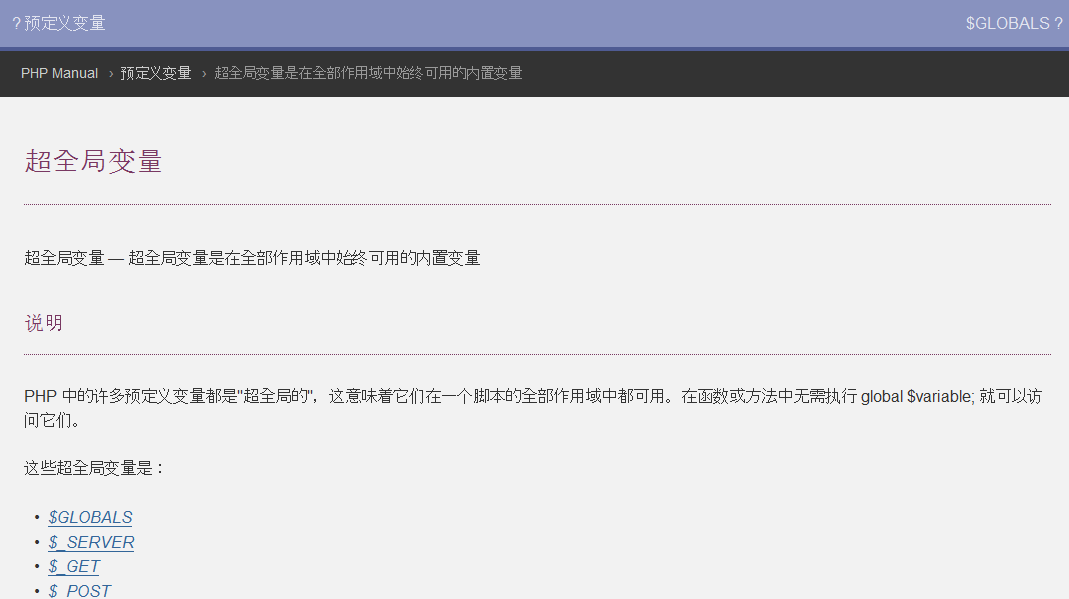 ? 预定义变量
$GLOBALS ?
PHP Manual › 预定义变量 › 超全局变量是在全部作用域中始终可用的内置变量
超全局变量
超全局变量 — 超全局变量是在全部作用域中始终可用的内置变量
说明
PHP 中的许多预定义变量都是"超全局的"，这意味着它们在一个脚本的全部作用域中都可用。在函数或方法中无需执行 global $variable; 就可以访
问它们。
这些超全局变量是：
• $GLOBALS
• $_SERVER
• $_GET
• $_POST